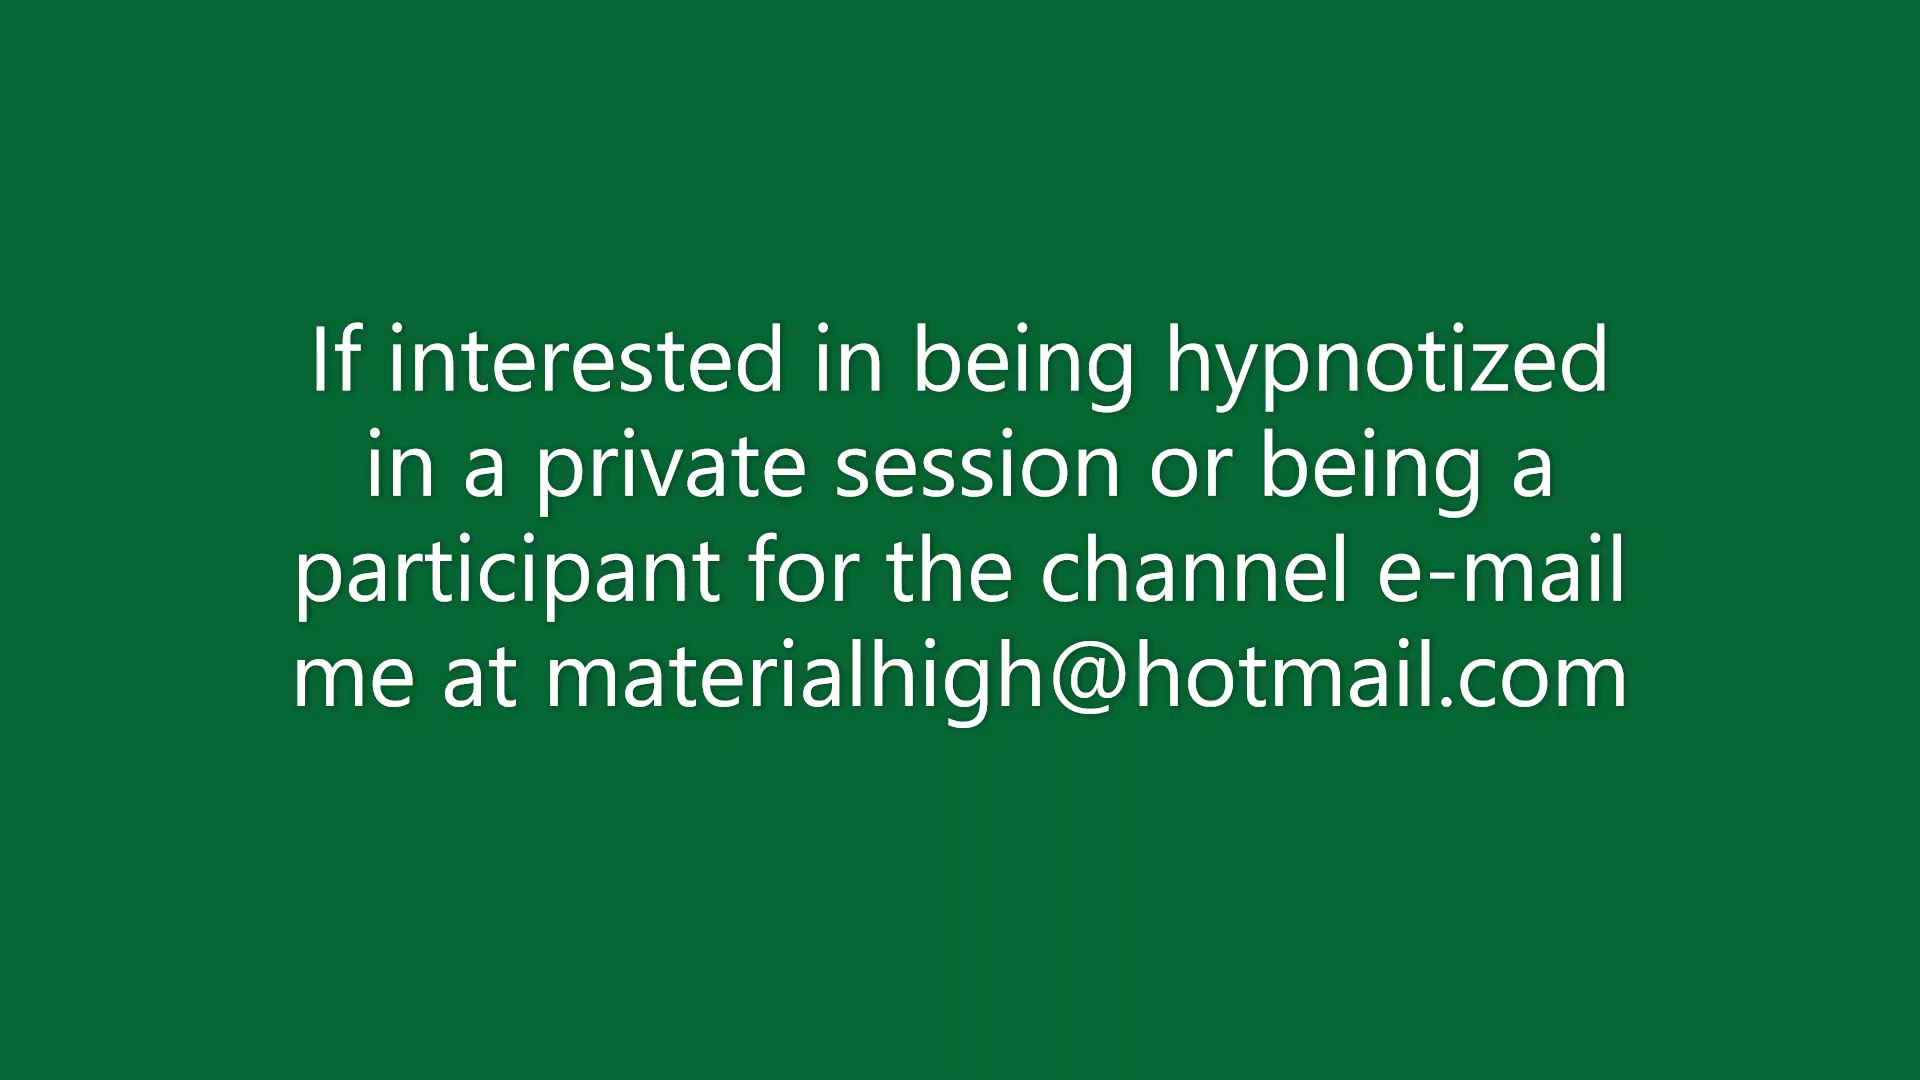 If interested in being hypnotized
in a private session or being a
participant for the channel e-mail
me at materialhigh@hotmail.com